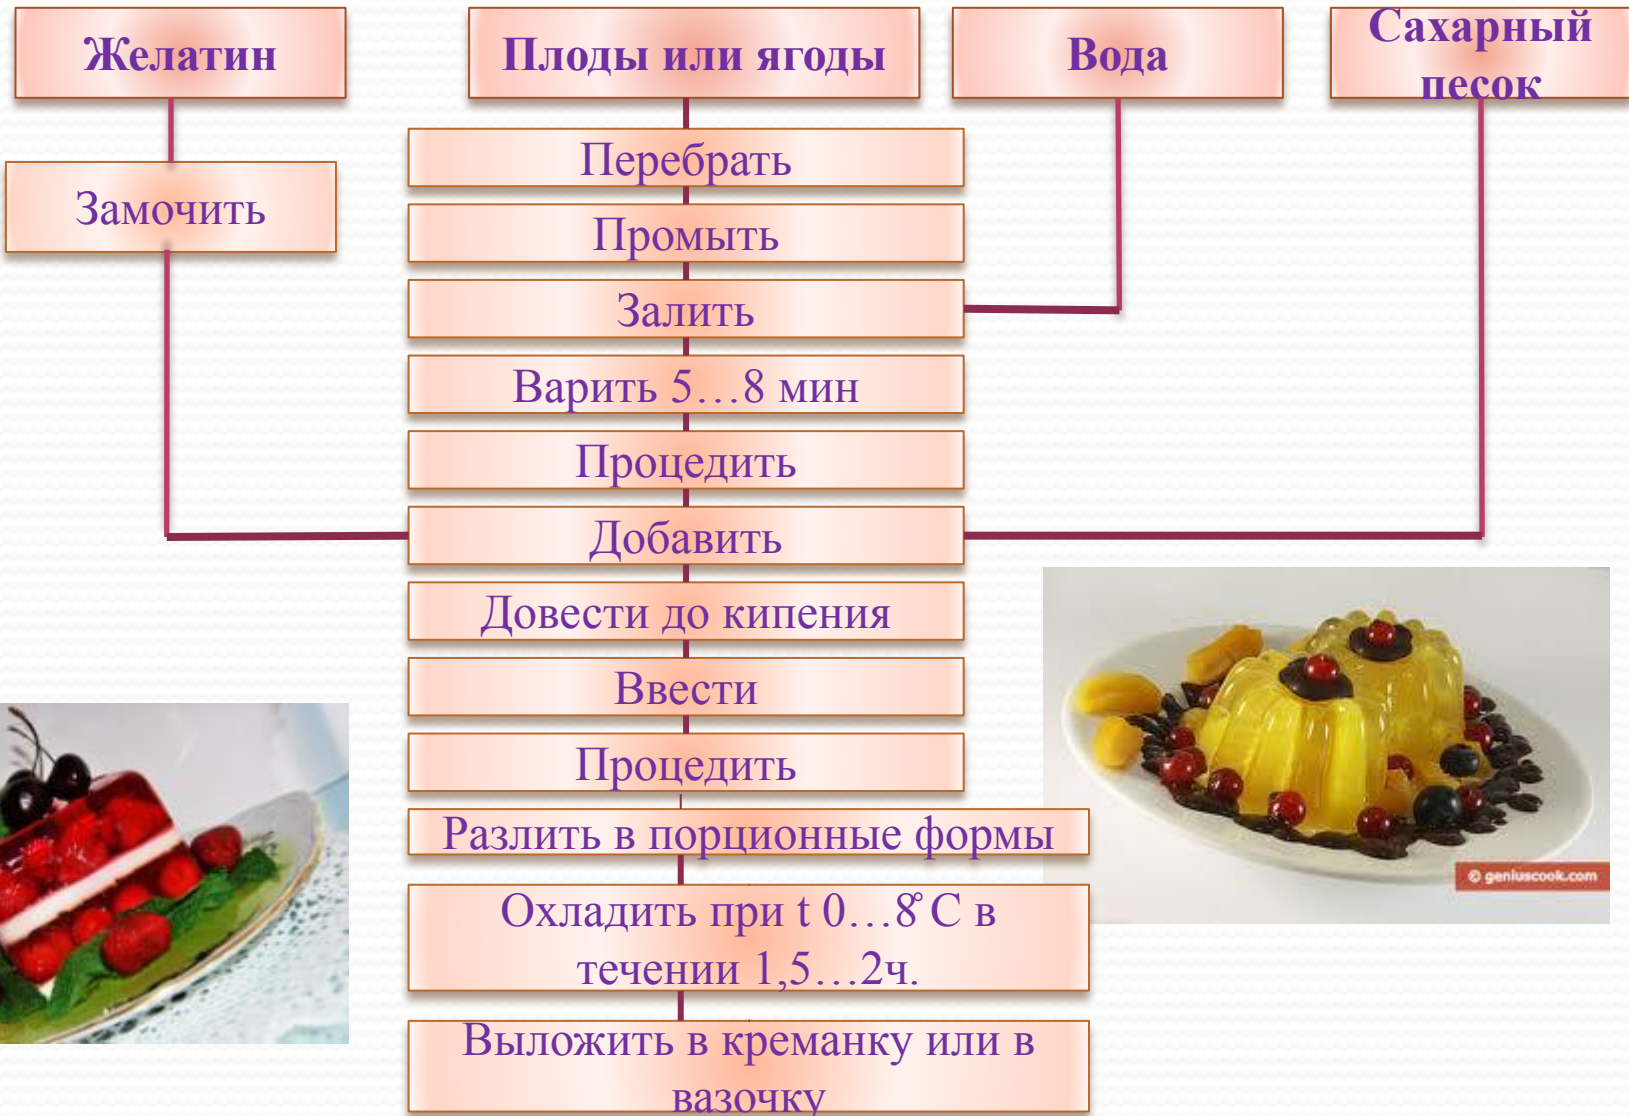 Желатин
Плоды или ягоды
Вода
Сахарный
песок
Замочить
Перебрать
Промыть
Залить
Варить 5…8 мин
Процедить
Добавить
Довести до кипения
Ввести
Процедить
Разлить в порционные формы
Охладить при t 0…8°С в
течении 1,5…2ч.
Выложить в креманку или в
вазочку
© geniuscook.com